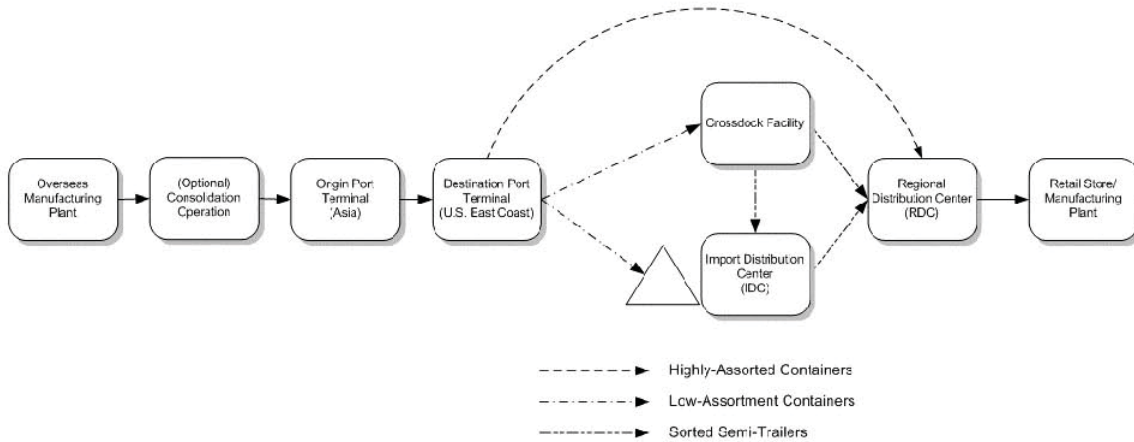 Overseas
Manufacturing
Plant
(Optional)
Consolidation
Operation
Origin Port
Terminal
(Asia)
Destination Port
Terminal
(U.S. East Coast)
Crossdock Facility
Import Distribution
Center
(IDC)
Regional
Distribution Center
(RDC)
Retail Store/
Manufacturing
Plant
Highly-Assorted Containers
Low-Assortment Containers
Sorted Semi-Trailers